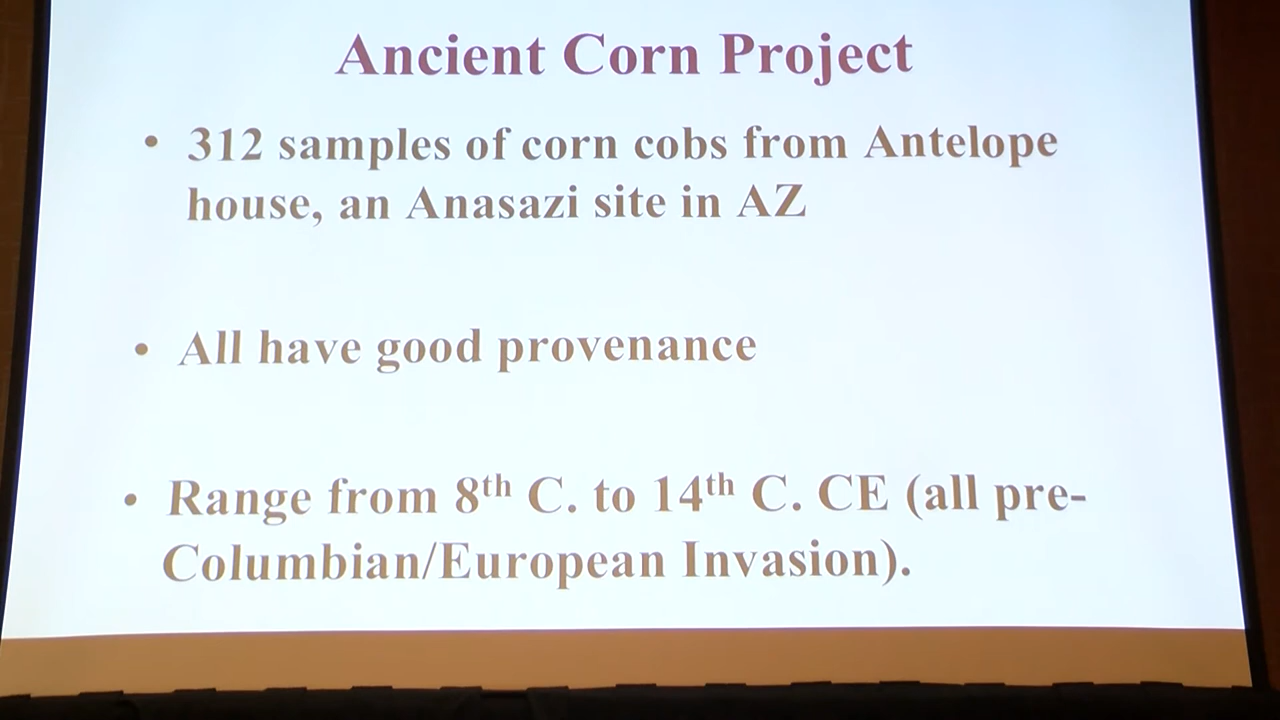 Ancient Corn Project
• 312 samples of corn cobs from Antelope
house, an Anasazi site in AZ
• All have good provenance
• Range from 8th C. to 14th C. CE (all pre-
Columbian/European Invasion).